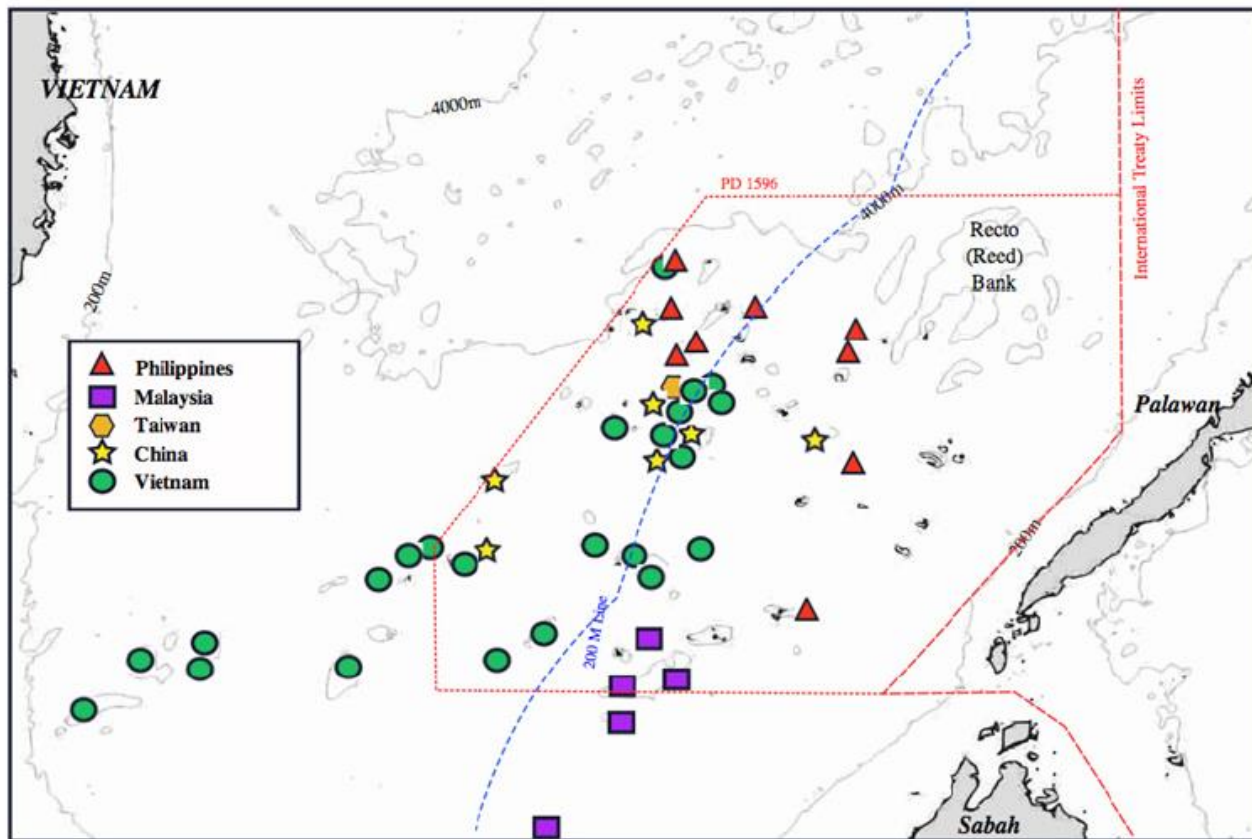 VIETNAM
4000m
International Treaty Limits
PD 1596
4000m
Recto
(Reed)
Bank
200m
Philippines
Malaysia
Taiwan
China
Vietnam
Palawan
200m
200 M Line
Sabah